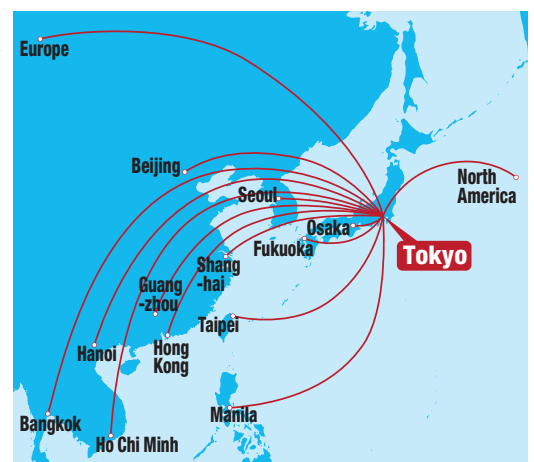 Europe
Beijing
North
America
Seoul
Osaka
Fukuoka
Tokyo
Shang
-hai
Guang
-zhou
Taipei
Hanoi
Hong
Kong
Bangkok
Ho Chi Minh
Manila